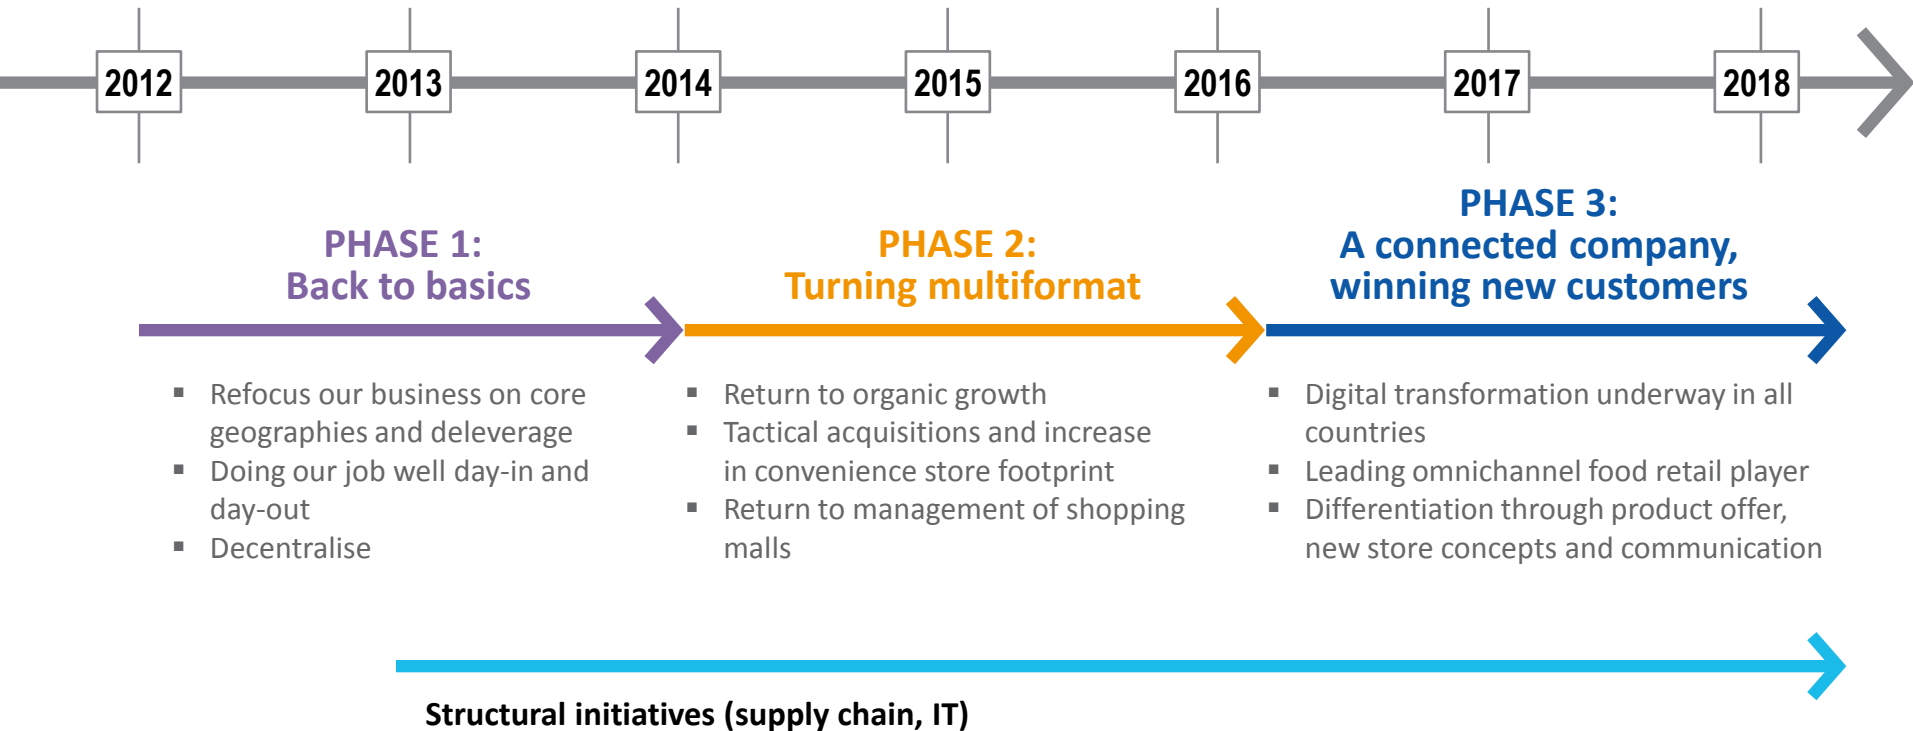 2012
2013
2014
2015
2016
2017
2018
PHASE 1:
Back to basics
▪ Refocus our business on core
geographies and deleverage
▪ Doing our job well day-in and
day-out
▪ Decentralise
PHASE 2:
Turning multiformat
▪ Return to organic growth
▪ Tactical acquisitions and increase
in convenience store footprint
▪ Return to management of shopping
malls
PHASE 3:
A connected company,
winning new customers
▪ Digital transformation underway in all
countries
▪ Leading omnichannel food retail player
▪ Differentiation through product offer,
new store concepts and communication
Structural initiatives (supply chain, IT)